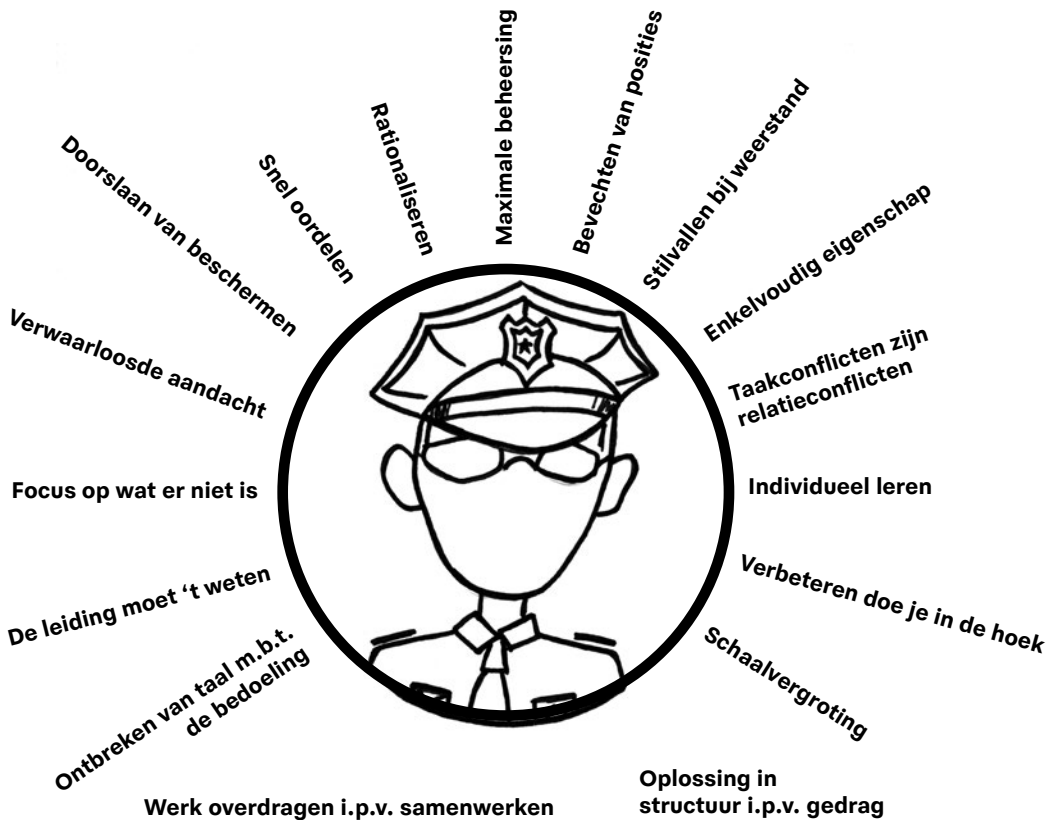 Maximale beheersing
Bevechten van posities
Stilvallen bij weerstand
Enkelvoudig eigenschap
Taakconflicten zijn
relatieconflicten
Individueel leren
Verbeteren doe je in de hoek
Schaalvergroting
Oplossing in
structuur i.p.v. gedrag
Werk overdragen i.p.v. samenwerken
Ontbreken van taal m.b.t.
de bedoeling
De leiding moet ‘t weten
Focus op wat er niet is
Verwaarloosde aandacht
Doorslaan van beschermen
Snel oordelen
Rationaliseren